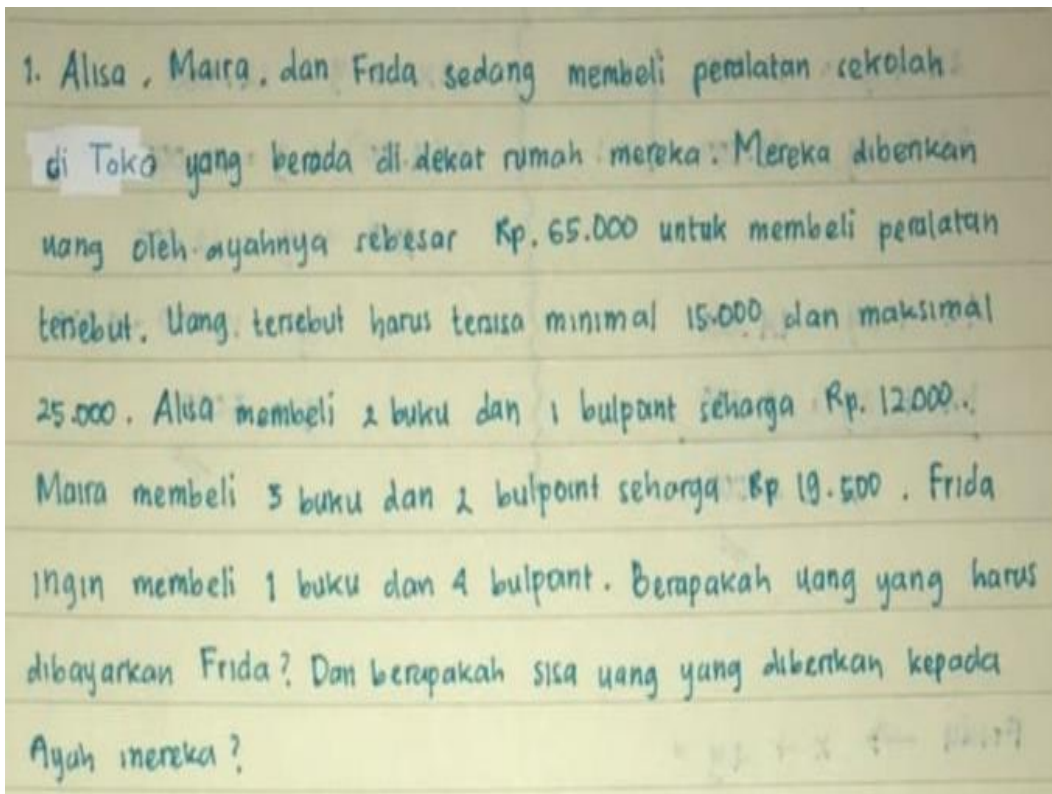 1. Alisa, Maira, dan Frida sedang membeli peralatan sekolah
di Toko yang berada di dekat rumah mereka. Mereka diberikan
uang oleh ayahnya sebesar Rp. 65.000 untuk membeli peralatan
tersebut. Uang tersebut harus tersisa minimal 15.000 dan maksimal
25.000. Alisa membeli 2 buku dan 1 bulpoint seharga Rp. 12.000.
Maira membeli 3 buku dan 2 bulpoint seharga Rp 19.500. Frida
ingin membeli 1 buku dan 4 bulpoint. Berapakah uang yang harus
dibayarkan Frida? Dan berapakah sisa uang yang diberikan kepada
Ayah mereka?